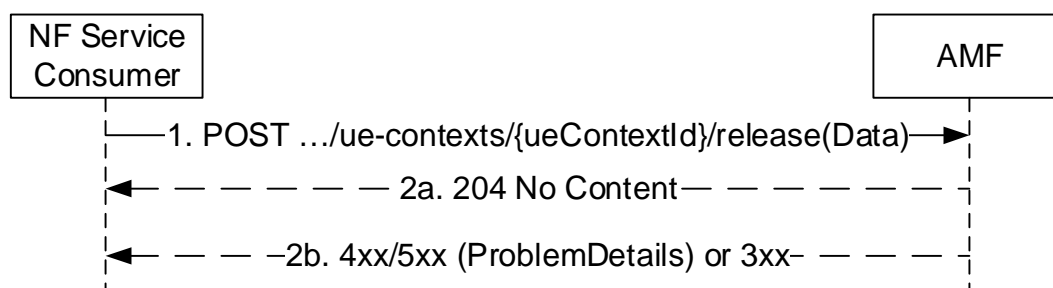 NF Service
Consumer
AMF
1. POST …/ue-contexts/{ueContextId}/release(Data)
2a. 204 No Content
2b. 4xx/5xx (ProblemDetails) or 3xx